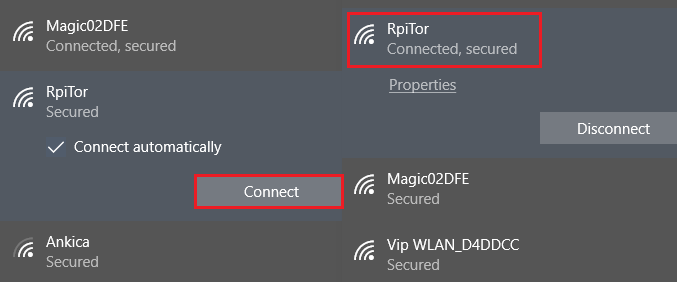 Magic02DFE
Connected, secured
RpiTor
Secured
Connect automatically
Connect
Ankica
Secured
RpiTor
Connected, secured
Properties
Disconnect
Magic02DFE
Secured
Vip WLAN_D4DDCC
Secured